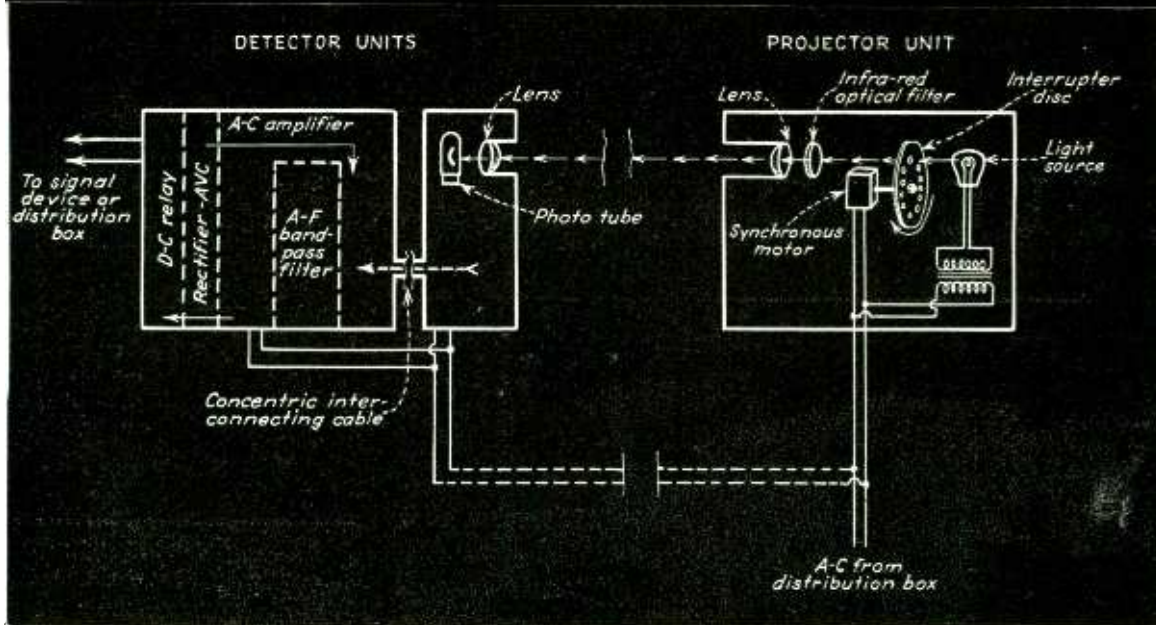 DETECTOR UNITS
PROJECTOR UNIT
Lens
Lens
Infra-red
optical filter
Interrupter
disc
A-C amplifier
Light
source
To signal
device or
distribution
box
D-C relay
Rectifier-AVC
A-F
band-
pass
filter
Photo tube
Synchronous
motor
Concentric inter-
connecting cable
A-C from
distribution box